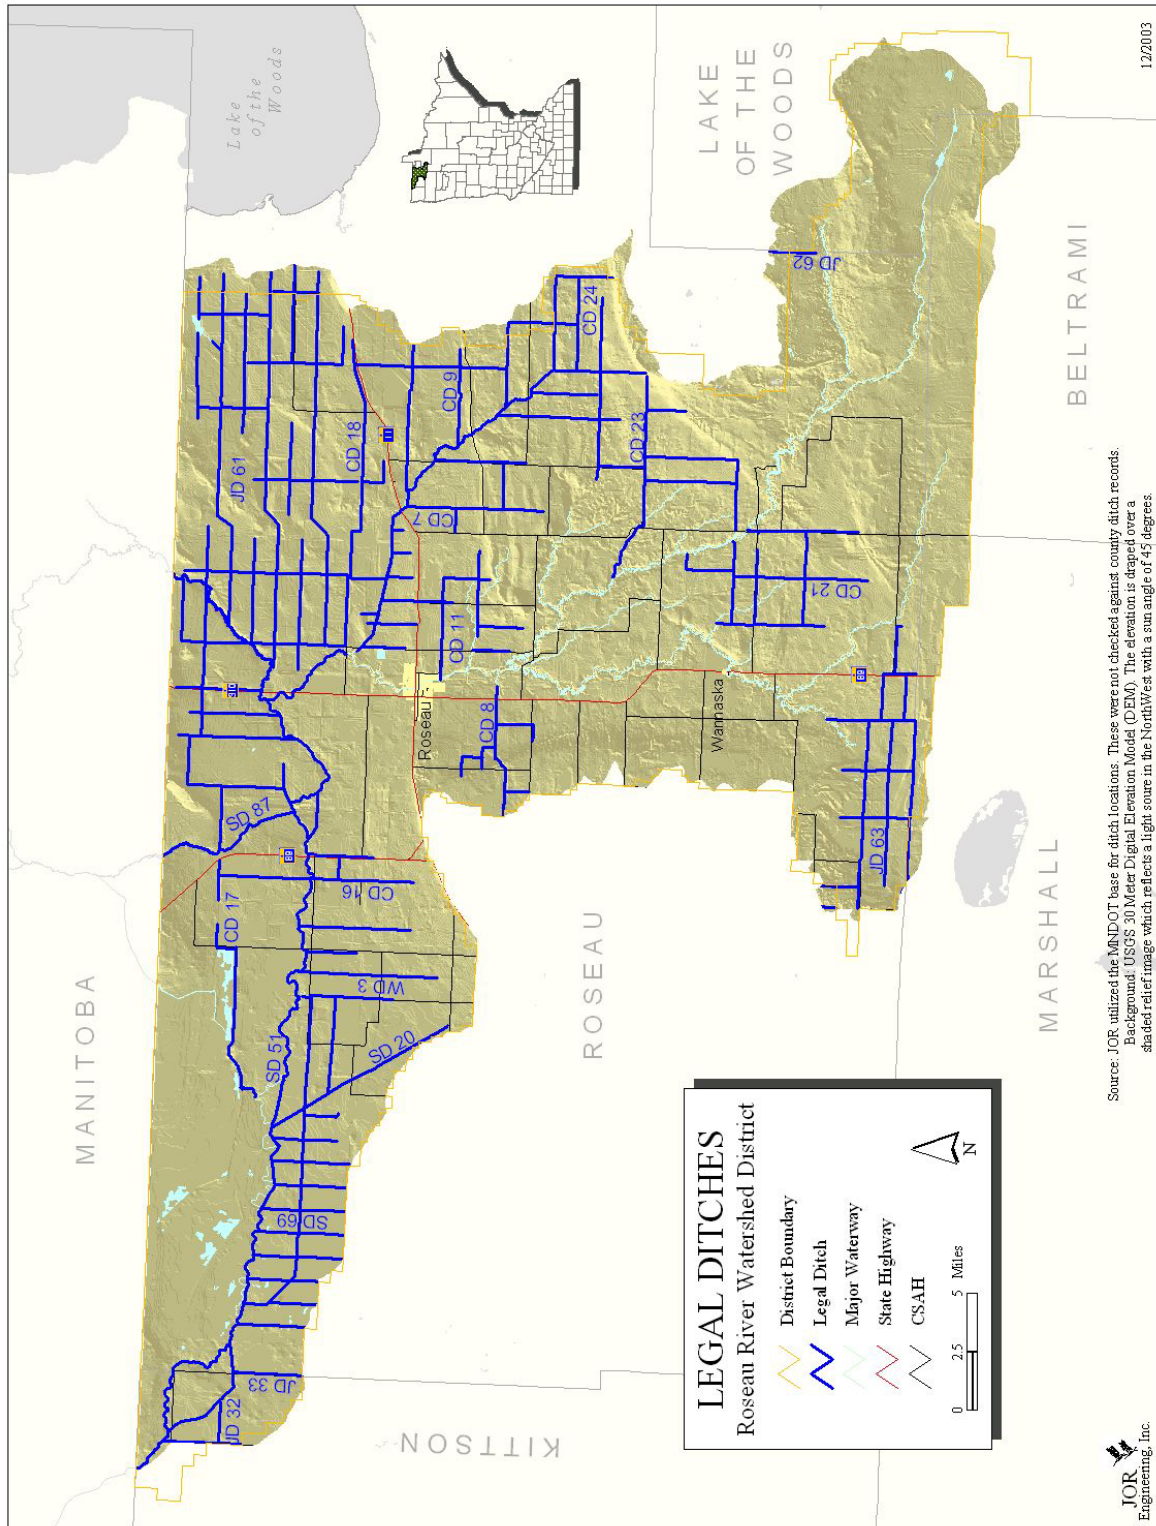 MANITOBA
Lake
of the
Woods
LAKE
OF THE
WOODS
KITTSON
ROSEAU
MARSHALL
BELTRAMI
JD 32
JD 33
SD 69
SD 51
SD 20
WD 3
CD 17
CD 16
SD 87
89
310
JD 61
CD 18
11
CD 9
CD 7
CD 11
CD 8
Roseau
CD 24
CD 23
CD 21
Wannaska
89
JD 63
JD 62
LEGAL DITCHES
Roseau River Watershed District
District Boundary
Legal Ditch
Major Waterway
State Highway
CSAH
0 2.5 5 Miles
N
JOR
Engineering, Inc.
Source: JOR utilized the MNDOT base for ditch locations. These were not checked against county ditch records.
Background: USGS 30 Meter Digital Elevation Model (DEM). The elevation is draped over a
shaded relief image which reflects a light soure in the NorthWest with a sun angle of 45 degrees.
12/2003